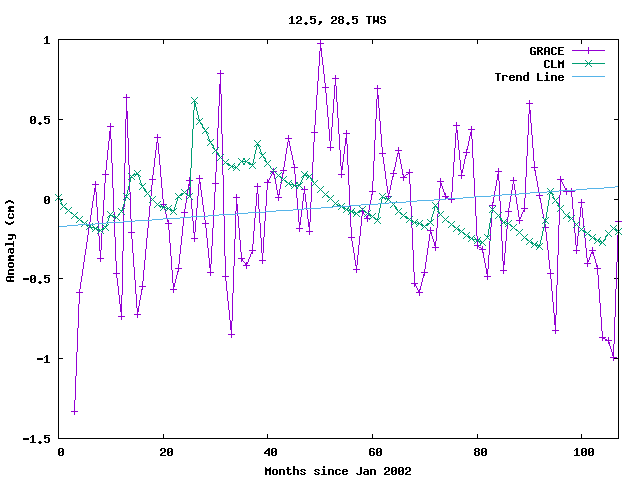 12.5, 28.5 TWS
GRACE
CLM
Trend Line
1
0.5
0
-0.5
-1
-1.5
Anomaly (cm)
0 20 40 60 80 100
Months since Jan 2002